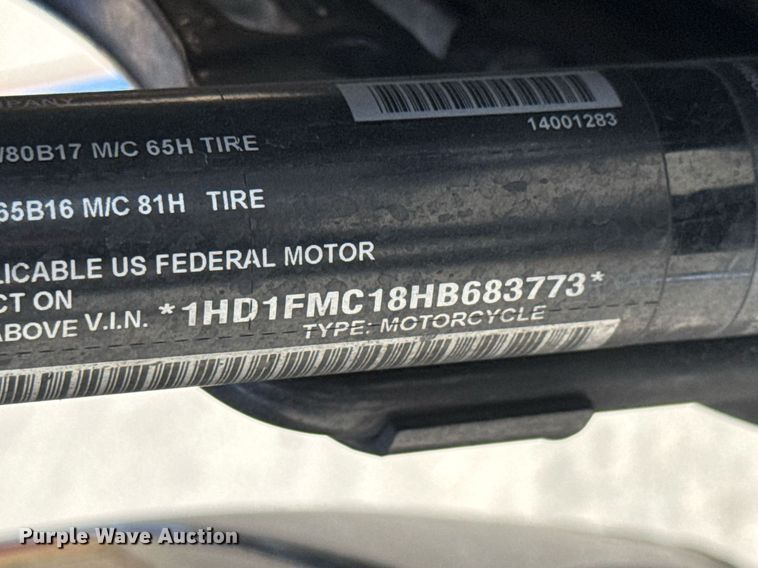 14001283
/80B17 M/C 65H TIRE
65B16 M/C 81H TIRE
LICABLE US FEDERAL MOTOR
CT ON
ABOVE V.I.N. *1HD1FMC18HB683773*
TYPE: MOTORCYCLE
Purple Wave Auction